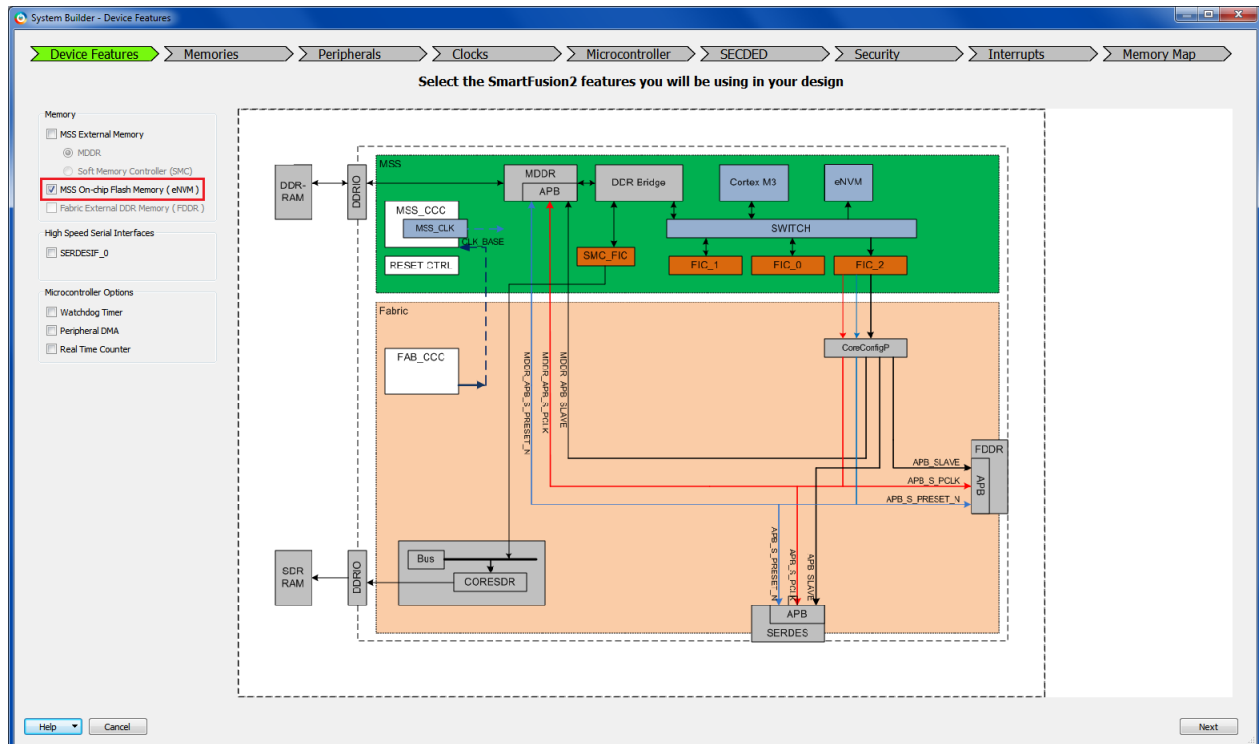 System Builder - Device Features
Device Features
Memories
Peripherals
Clocks
Microcontroller
SECDED
Security
Interrupts
Memory Map
Select the SmartFusion2 features you will be using in your design
Memory
MSS External Memory
MDDR
Soft Memory Controller (SMC)
MSS On-chip Flash Memory ( eNVM )
Fabric External DDR Memory ( FDDR )
High Speed Serial Interfaces
SERDESIF_0
Microcontroller Options
Watchdog Timer
Peripheral DMA
Real Time Counter
MSS
DDR-
RAM
DDRIO
MDDR
APB
DDR Bridge
Cortex M3
eNVM
MSS_CCC
MSS_CLK
CLK_BASE
RESET CTRL
SWITCH
SMC_FIC
FIC_1
FIC_0
FIC_2
Fabric
FAB_CCC
CoreConfigP
MDDR_APB_S_PRESET_N
MDDR_APB_S_PCLK
MDDR_APB_SLAVE
FDDR
APB
APB_SLAVE
APB_S_PCLK
APB_S_PRESET_N
APB_S_PRESET_N
APB_S_PCLK
APB_SLAVE
SDR
RAM
DDRIO
Bus
CORESDR
APB
SERDES
Help
Cancel
Next